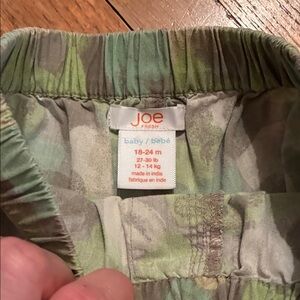 joe
FRESH
baby / bébé
18-24 m
27-30 lb
12 - 14 kg
made in india
fabriqué en inde